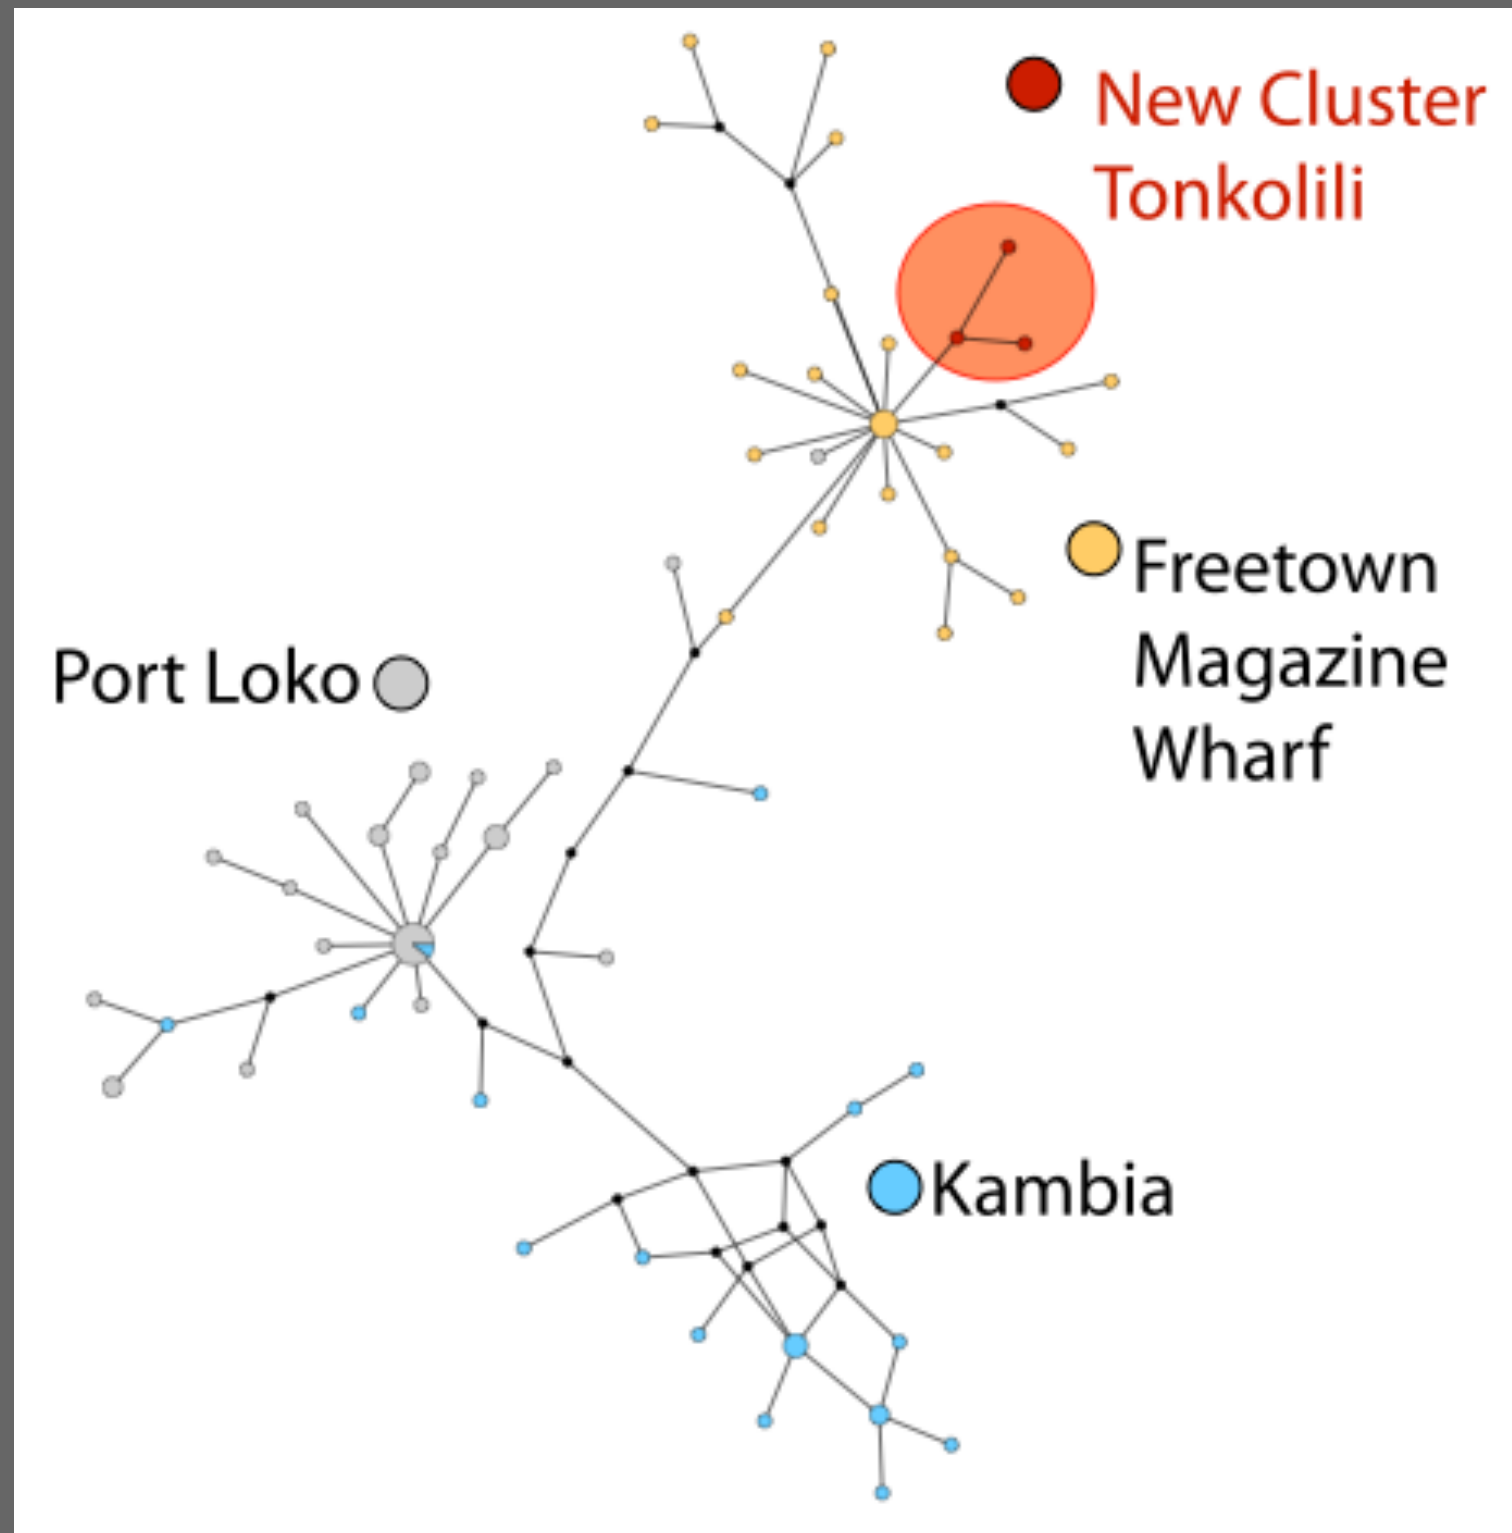 New Cluster
Tonkolili
Freetown
Magazine
Wharf
Port Loko
Kambia